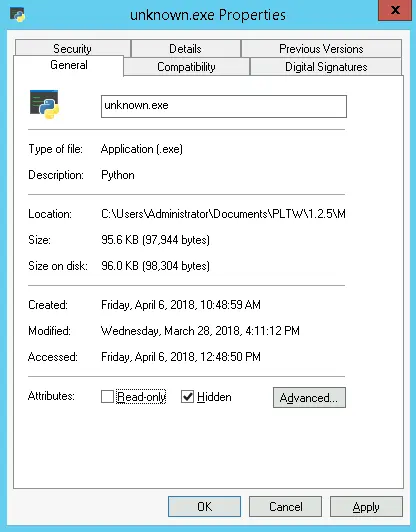 unknown.exe Properties
x
Security Details Previous Versions
General Compatibility Digital Signatures
unknown.exe
Type of file: Application (.exe)
Description: Python
Location: C:\Users\Administrator\Documents\PLTW\1.2.5\M
Size: 95.6 KB (97,944 bytes)
Size on disk: 96.0 KB (98,304 bytes)
Created: Friday, April 6, 2018, 10:48:59 AM
Modified: Wednesday, March 28, 2018, 4:11:12 PM
Accessed: Friday, April 6, 2018, 12:48:50 PM
Attributes: Read-only Hidden Advanced...
OK Cancel Apply